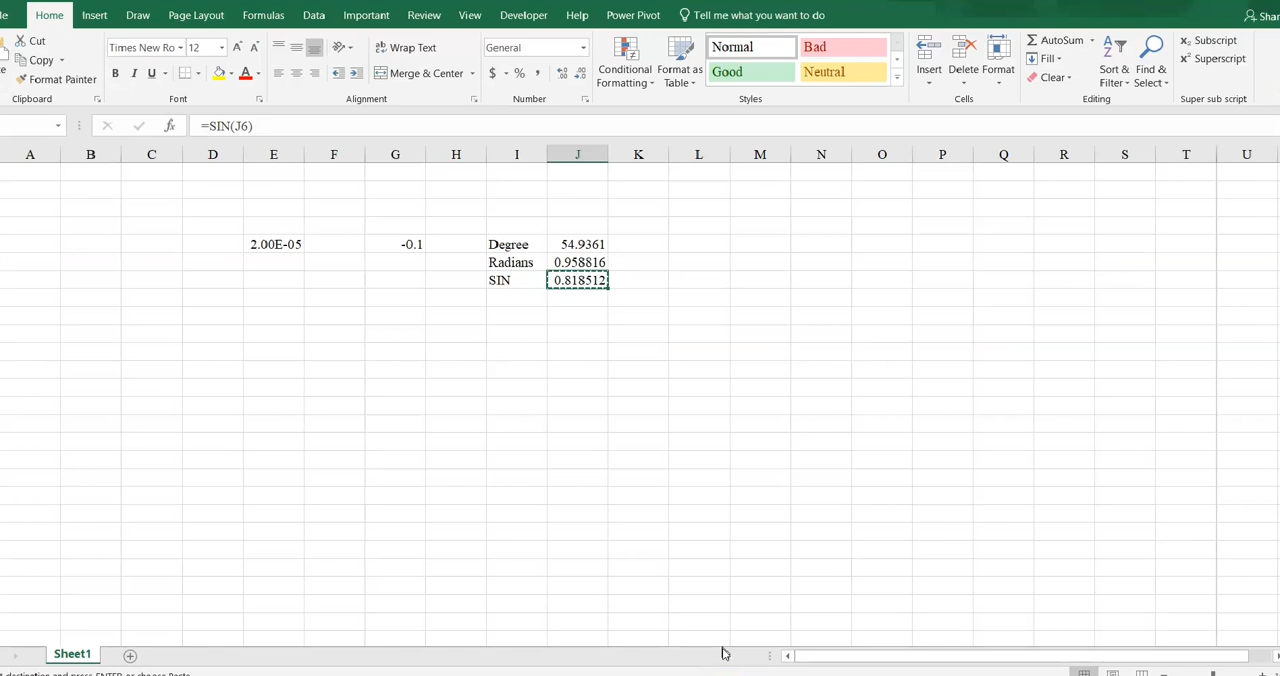 Home Insert Draw Page Layout Formulas Data Important Review View Developer Help Power Pivot Tell me what you want to do
Cut
Copy
Format Painter
Clipboard
Times New Ro 12
B I U
Font
Wrap Text
Merge & Center
Alignment
General
$ % ,
Number
Conditional Formatting
Format as Table
Normal Bad
Good Neutral
Styles
Insert Delete Format
Cells
AutoSum
Fill
Clear
Sort & Filter
Find & Select
Editing
x₂ Subscript
x² Superscript
Super sub script
fx =SIN(J6)
A B C D E F G H I J K L M N O P Q R S T U
2.00E-05 -0.1 Degree 54.9361
Radians 0.958816
SIN 0.818512
Sheet1